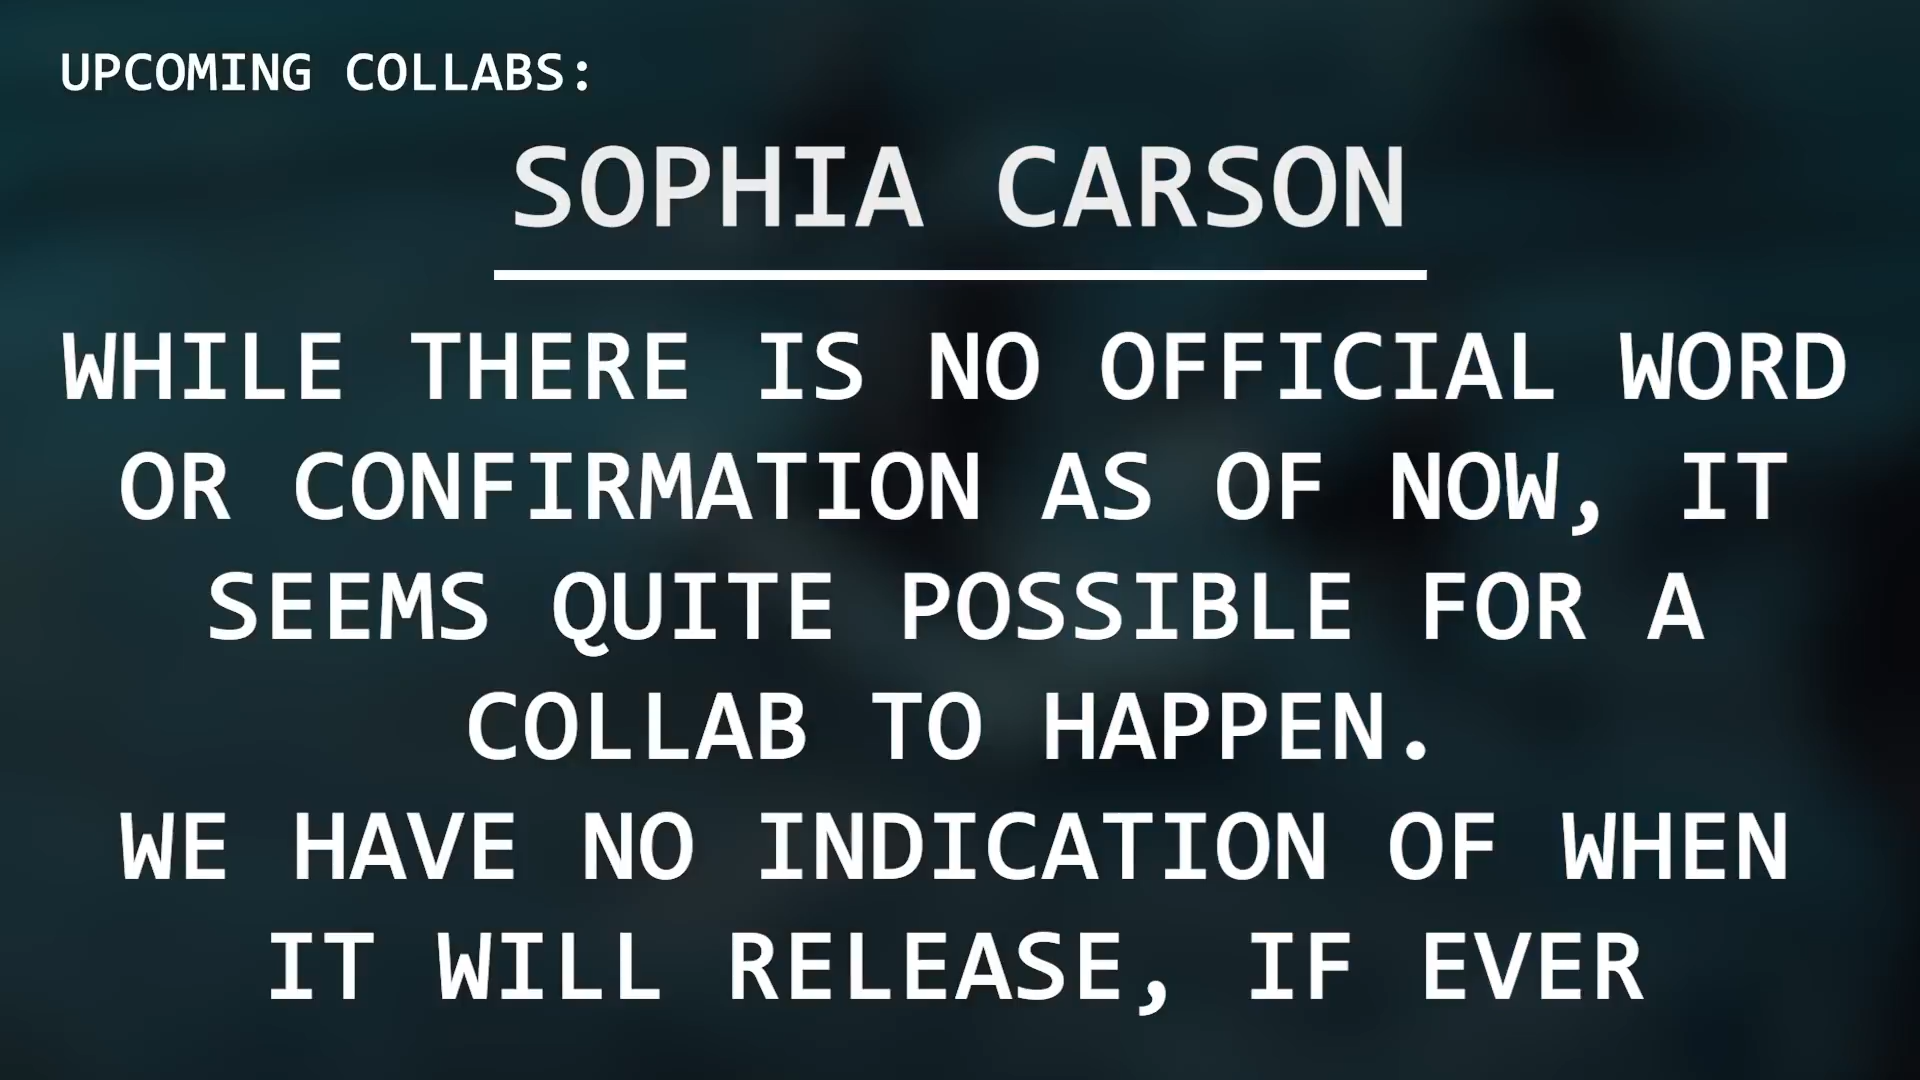 UPCOMING COLLABS:
SOPHIA CARSON
WHILE THERE IS NO OFFICIAL WORD
OR CONFIRMATION AS OF NOW, IT
SEEMS QUITE POSSIBLE FOR A
COLLAB TO HAPPEN.
WE HAVE NO INDICATION OF WHEN
IT WILL RELEASE, IF EVER